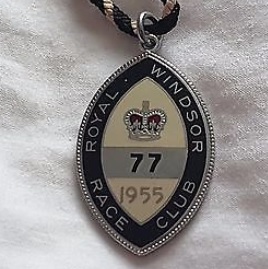 ROYAL WINDSOR
RACE CLUB
77
1955